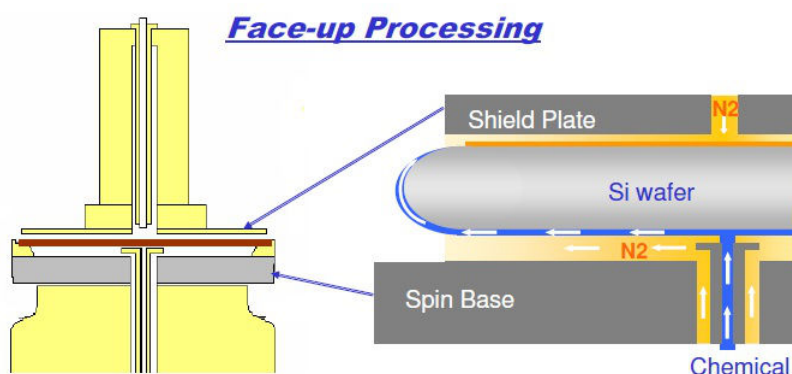 Face-up Processing
N2
Shield Plate
Si wafer
N2
Spin Base
Chemical